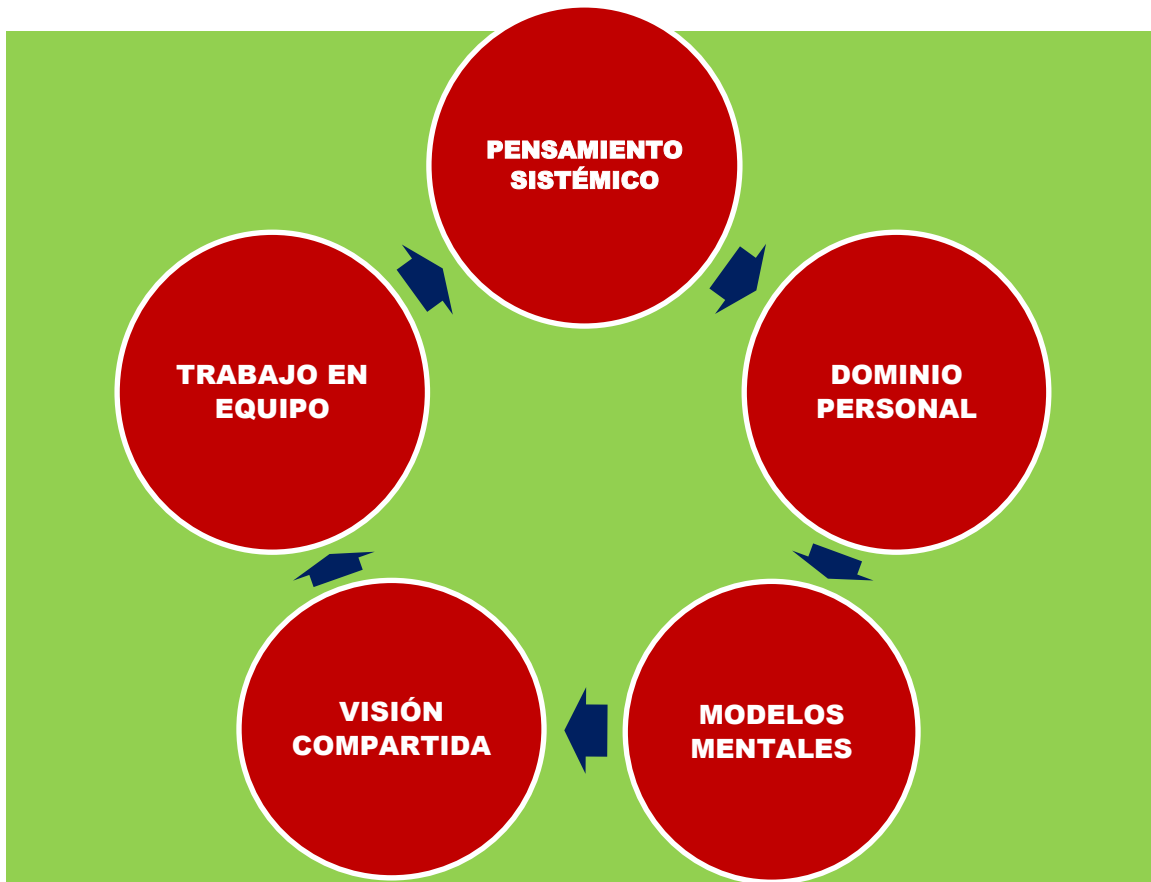 PENSAMIENTO
SISTÉMICO
DOMINIO
PERSONAL
MODELOS
MENTALES
VISIÓN
COMPARTIDA
TRABAJO EN
EQUIPO